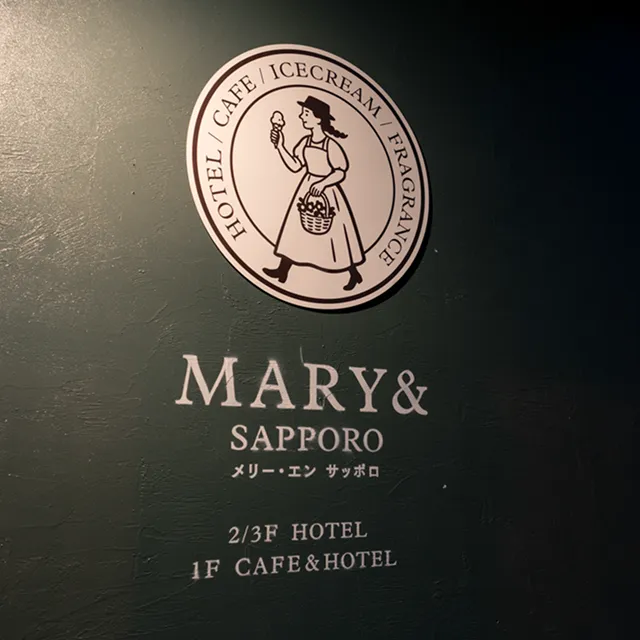 HOTEL / CAFE / ICECREAM / FRAGRANCE
MARY&
SAPPORO
メリー・エン サッポロ
2/3F HOTEL
1F CAFE&HOTEL